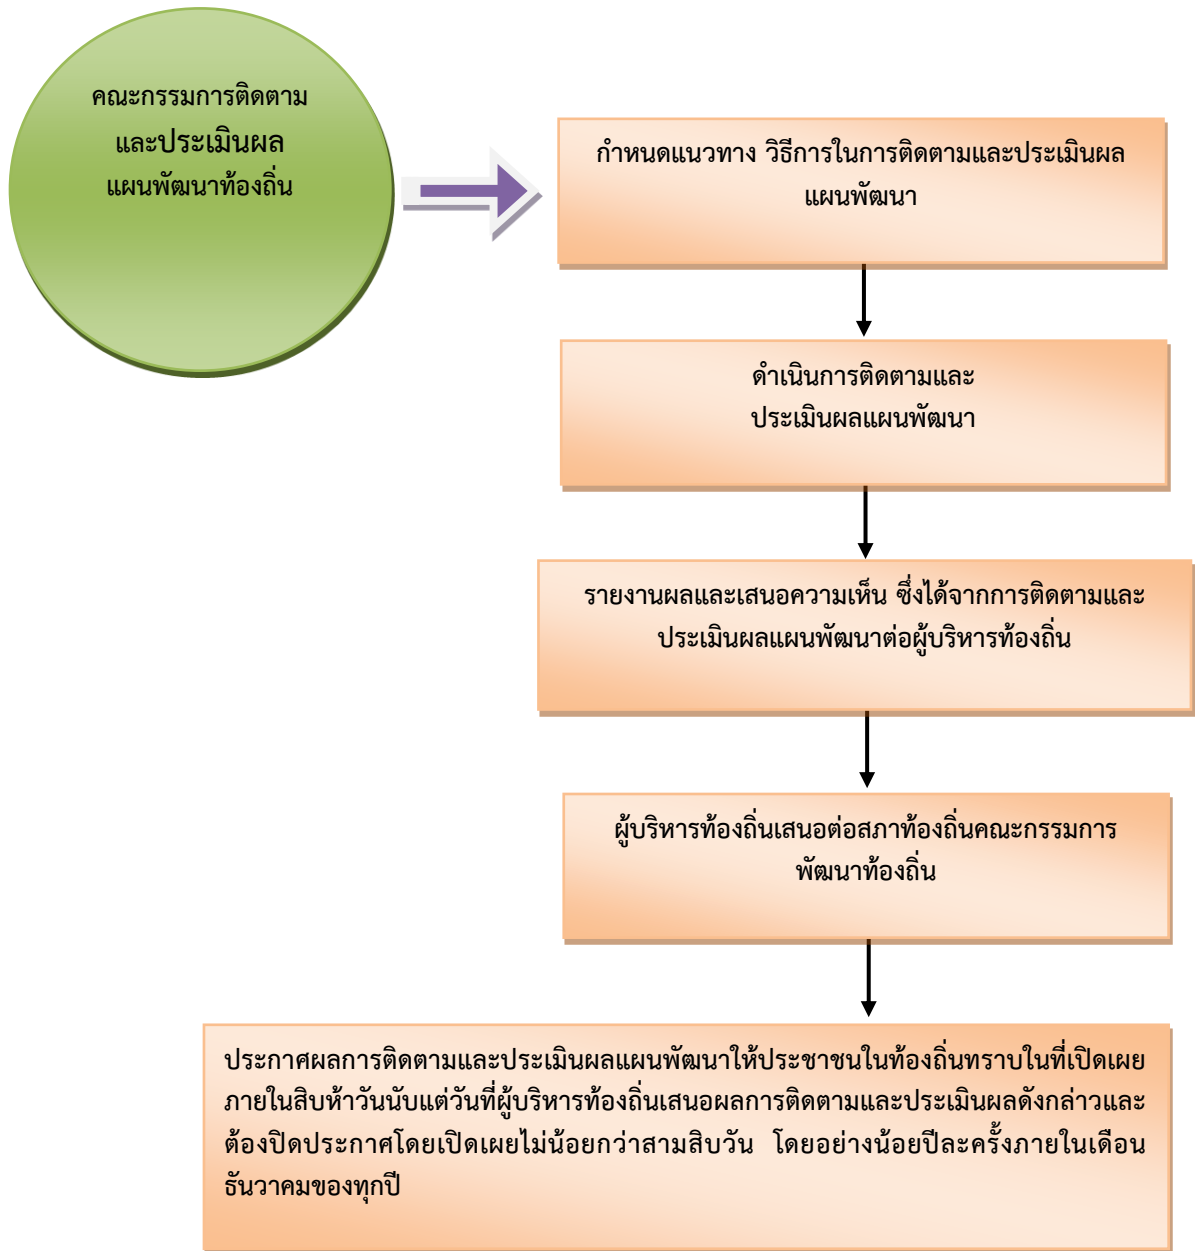 คณะกรรมการติดตาม
และประเมินผล
แผนพัฒนาท้องถิ่น
กำหนดแนวทาง วิธีการในการติดตามและประเมินผล
แผนพัฒนา
ดำเนินการติดตามและ
ประเมินผลแผนพัฒนา
รายงานผลและเสนอความเห็น ซึ่งได้จากการติดตามและ
ประเมินผลแผนพัฒนาต่อผู้บริหารท้องถิ่น
ผู้บริหารท้องถิ่นเสนอต่อสภาท้องถิ่นคณะกรรมการ
พัฒนาท้องถิ่น
ประกาศผลการติดตามและประเมินผลแผนพัฒนาให้ประชาชนในท้องถิ่นทราบในที่เปิดเผย
ภายในสิบห้าวันนับแต่วันที่ผู้บริหารท้องถิ่นเสนอผลการติดตามและประเมินผลดังกล่าวและ
ต้องปิดประกาศโดยเปิดเผยไม่น้อยกว่าสามสิบวัน โดยอย่างน้อยปีละครั้งภายในเดือน
ธันวาคมของทุกปี